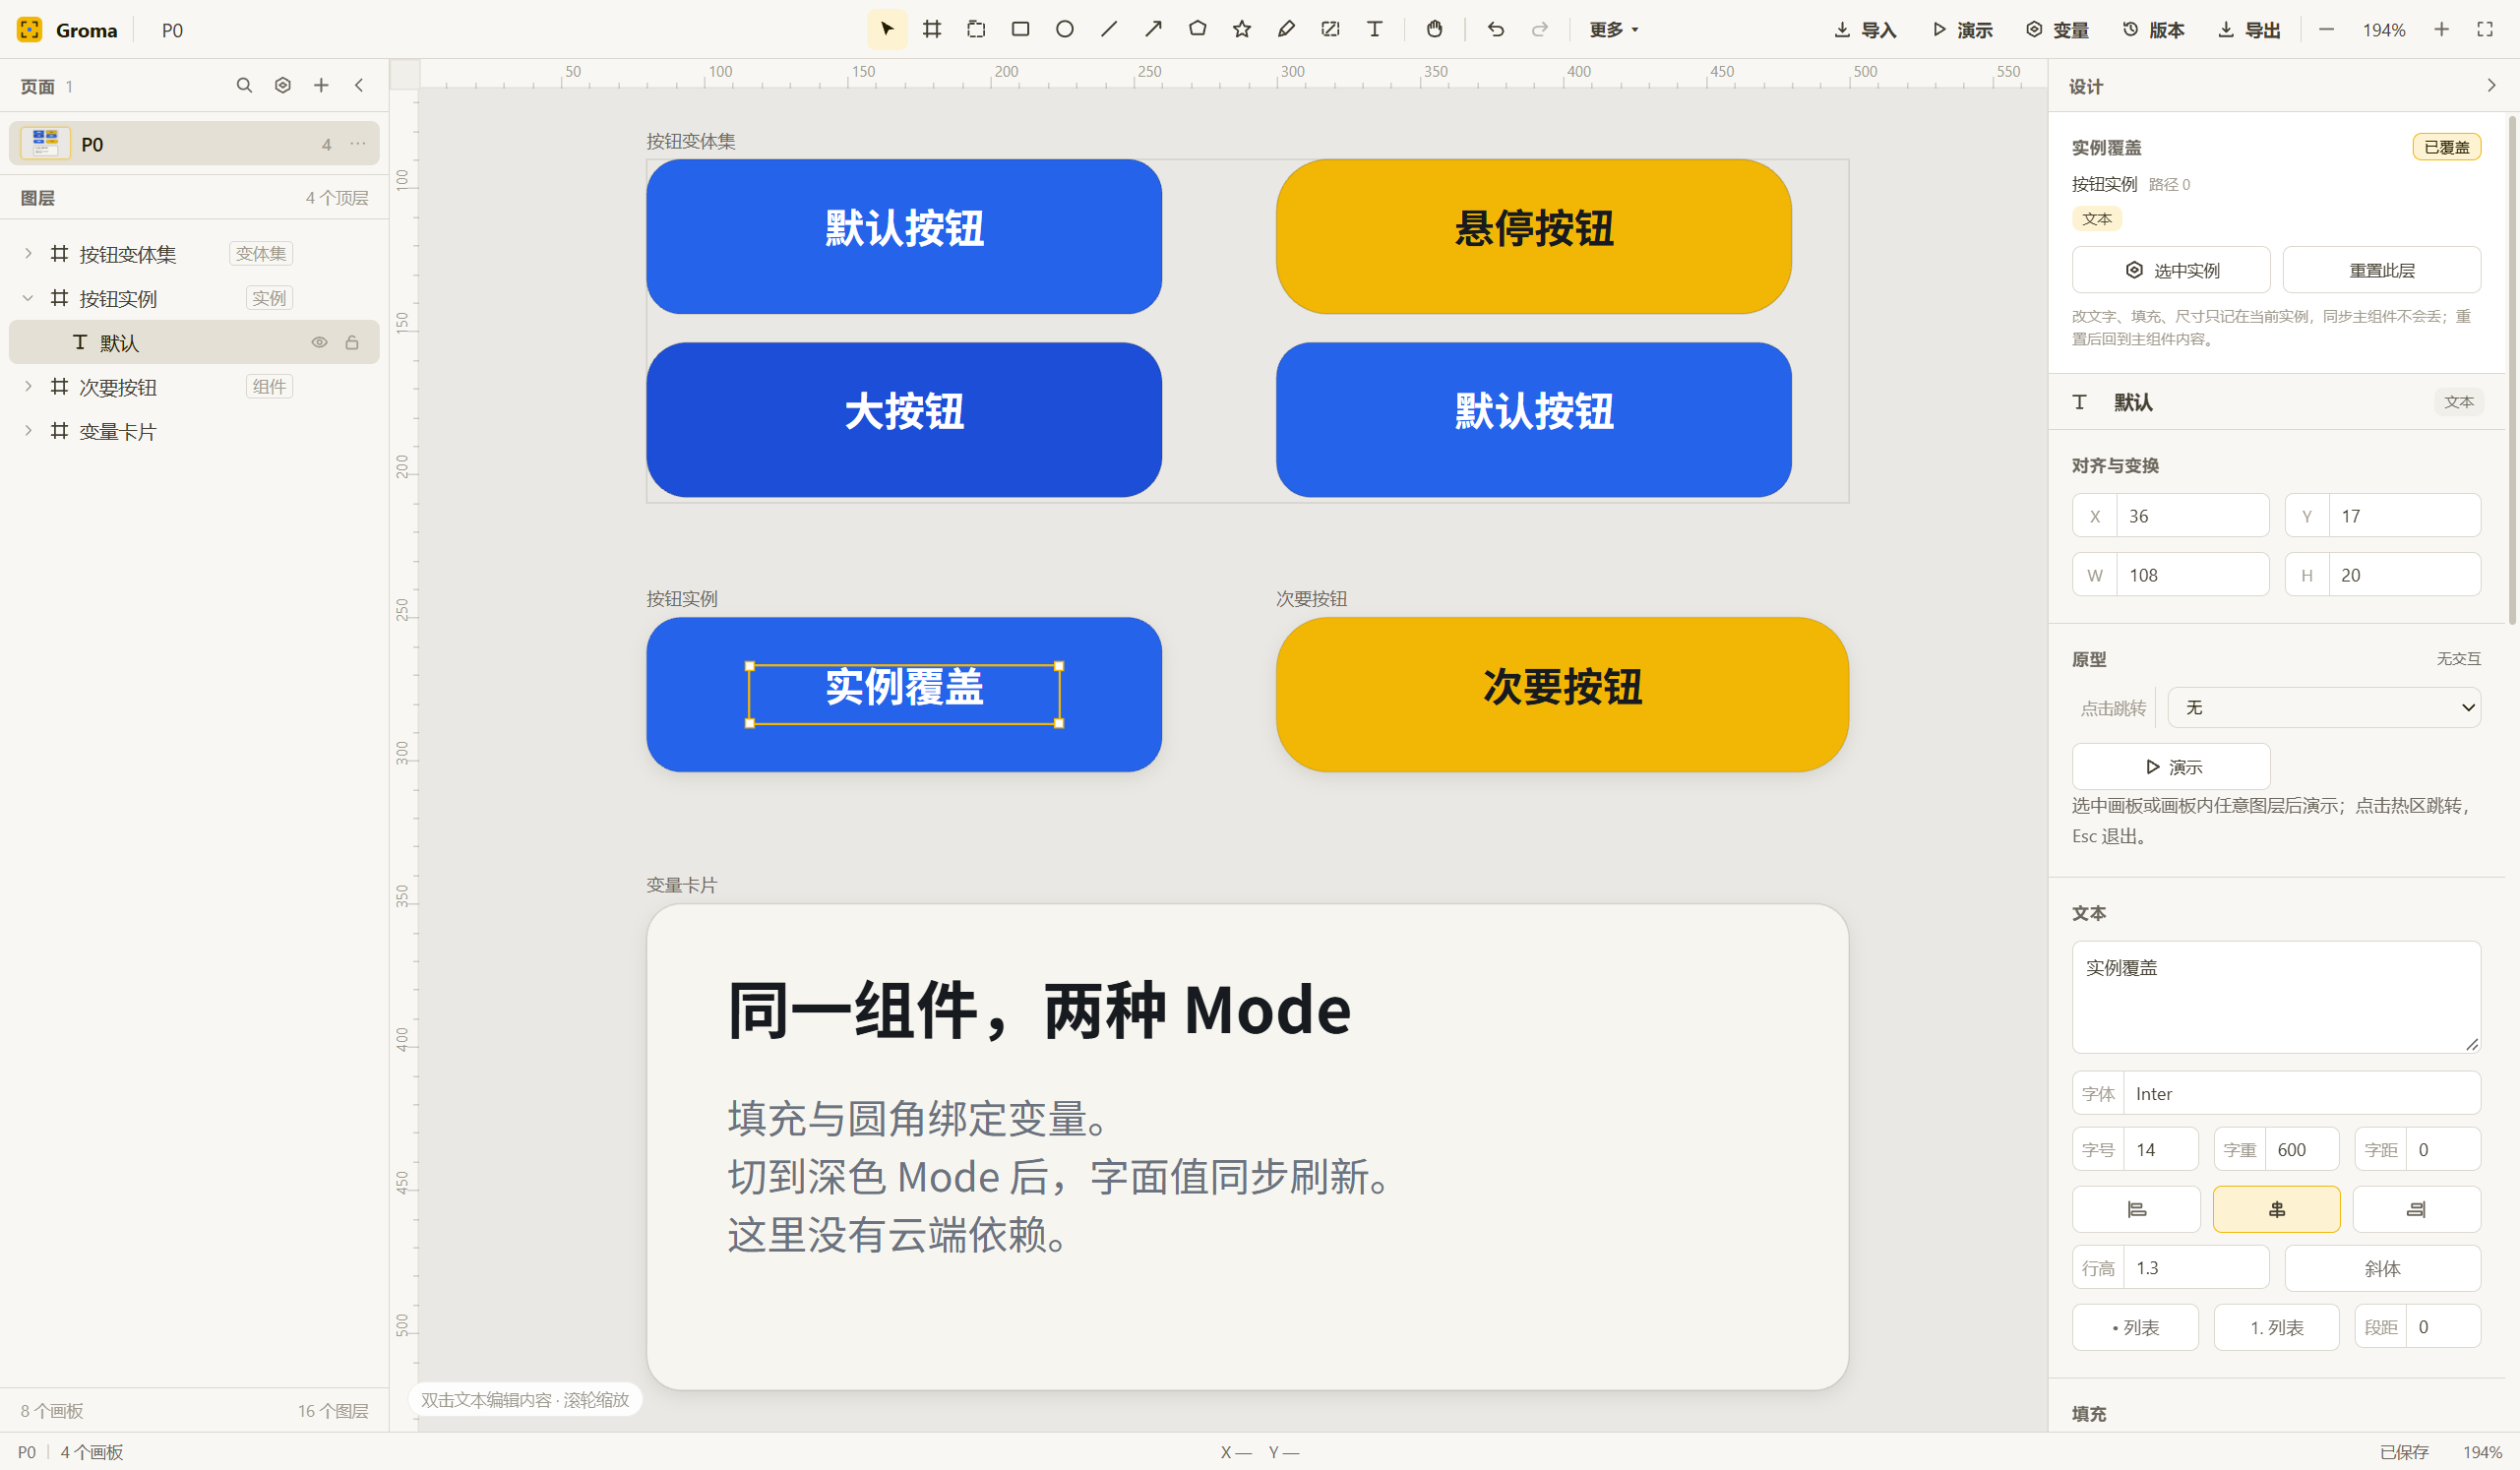 Groma
P0
更多
导入
演示
变量
版本
导出
194%
页面 1
P0
4
图层
4 个顶层
按钮变体集
变体集
按钮实例
实例
默认
次要按钮
组件
变量卡片
8 个画板
16 个图层
50
100
150
200
250
300
350
400
450
500
550
100
150
200
250
300
350
400
450
500
按钮变体集
默认按钮
悬停按钮
大按钮
默认按钮
按钮实例
次要按钮
实例覆盖
次要按钮
变量卡片
同一组件，两种 Mode
填充与圆角绑定变量。
切到深色 Mode 后，字面值同步刷新。
这里没有云端依赖。
双击文本编辑内容 · 滚轮缩放
设计
实例覆盖
已覆盖
按钮实例 路径 0
文本
选中实例
重置此层
改文字、填充、尺寸只记在当前实例，同步主组件不会丢；重
置后回到主组件内容。
T 默认
文本
对齐与变换
X 36
Y 17
W 108
H 20
原型
无交互
点击跳转
无
演示
选中画板或画板内任意图层后演示；点击热区跳转，
Esc 退出。
文本
实例覆盖
字体 Inter
字号 14
字重 600
字距 0
行高 1.3
斜体
• 列表
1. 列表
段距 0
填充
P0
4 个画板
X — Y —
已保存
194%